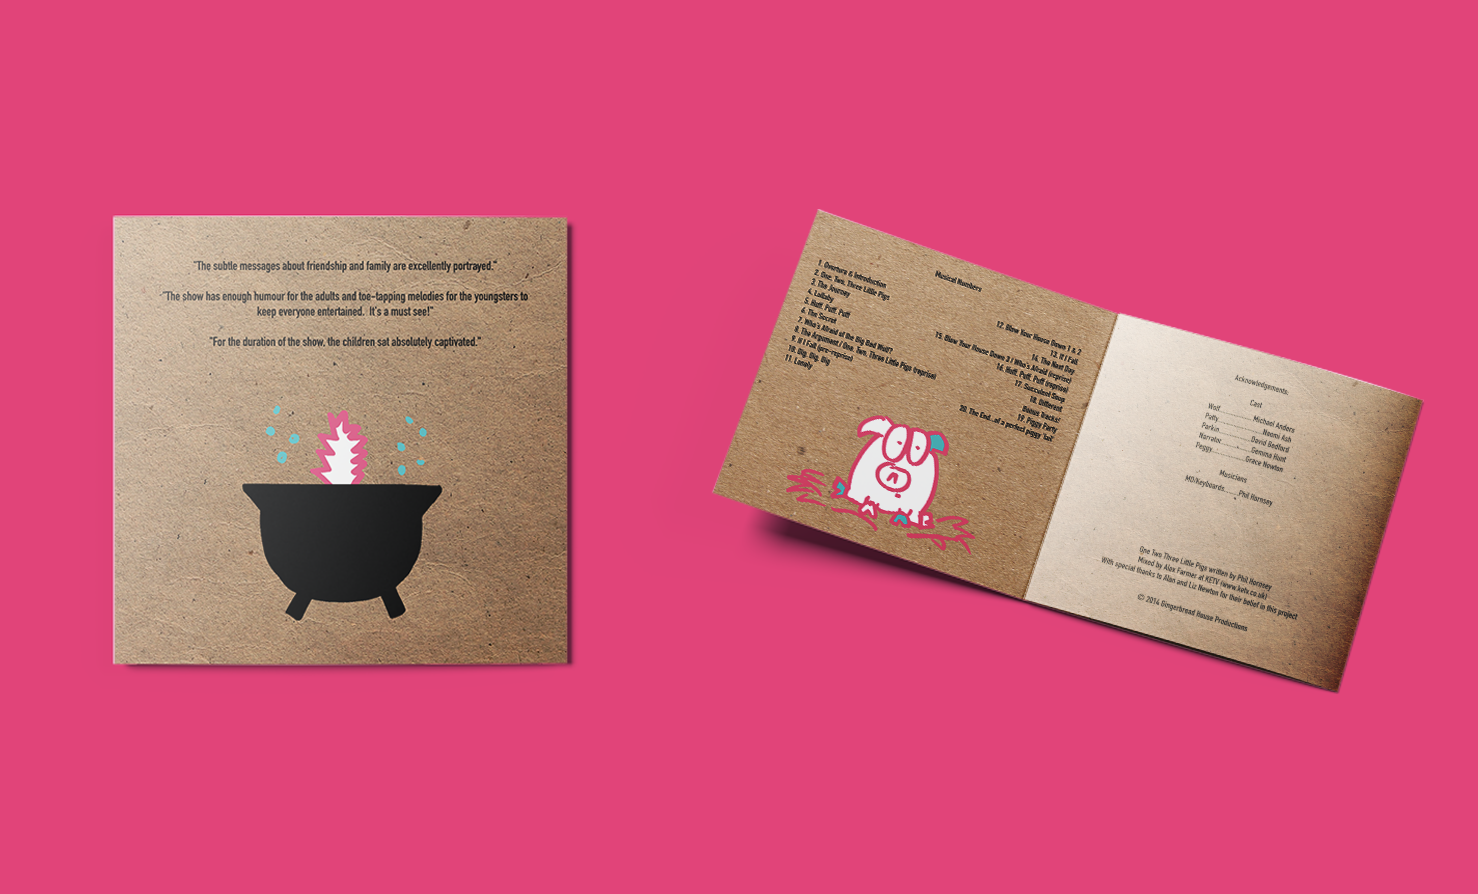 "The subtle messages about friendship and family are excellently portrayed."
"The show has enough humour for the adults and toe-tapping melodies for the youngsters to
keep everyone entertained. It's a must see!"
"For the duration of the show, the children sat absolutely captivated."
Musical Numbers
1. Overture & Introduction
2. One, Two, Three Little Pigs
3. The Journey
4. Lullaby
5. Huff, Puff, Puff
6. The Secret
7. Who's Afraid of the Big Bad Wolf?
8. The Argument / One, Two, Three Little Pigs (reprise)
9. If I Fall (pre-reprise)
10. Dig, Dig, Dig
11. Lonely
12. Blow Your House Down 1 & 2
13. If I Fall
14. The Next Day
15. Blow Your House Down 3 / Who's Afraid (reprise)
16. Huff, Puff, Puff (reprise)
17. Succulent Soup
18. Different
Bonus Tracks!
19. Piggy Party
20. The End...of a perfect piggy 'tail'
Acknowledgements:
Cast
Wolf....................Michael Anders
Patty....................Naomi Ash
Parkin....................David Bedford
Narrator....................Gemma Hunt
Peggy....................Grace Newton
Musicians
MD/Keyboards........Phil Hornsey
One Two Three Little Pigs written by Phil Hornsey
Mixed by Alex Farmer at KETV (www.ketv.co.uk)
With special thanks to Alan and Liz Newton for their belief in this project
© 2014 Gingerbread House Productions